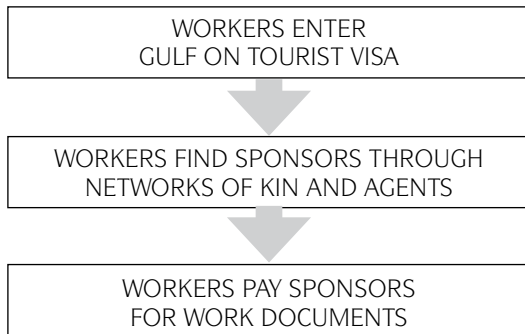 WORKERS ENTER
GULF ON TOURIST VISA
WORKERS FIND SPONSORS THROUGH
NETWORKS OF KIN AND AGENTS
WORKERS PAY SPONSORS
FOR WORK DOCUMENTS